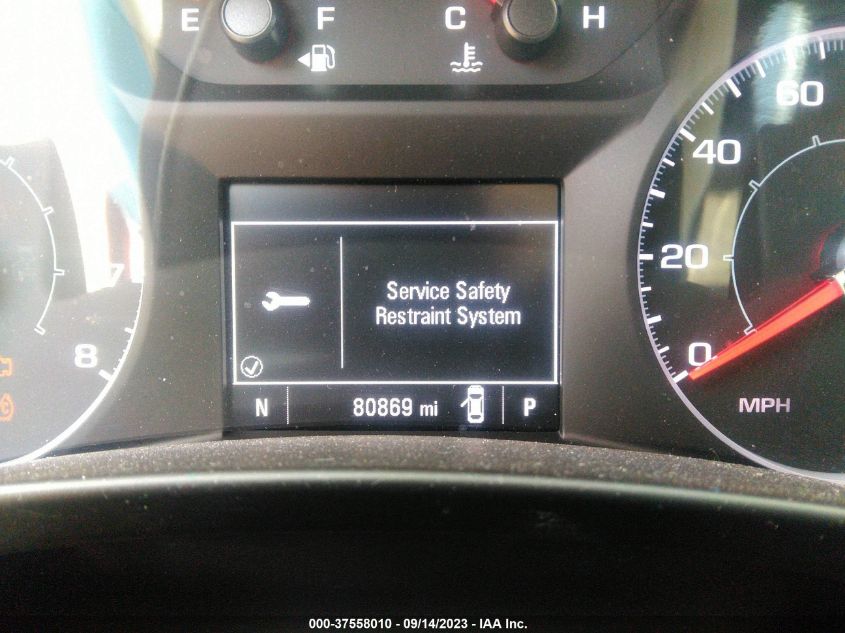 E F C H
60
40
20
0
MPH
7
8
Service Safety
Restraint System
N 80869 mi P
000-37558010 - 09/14/2023 - IAA Inc.